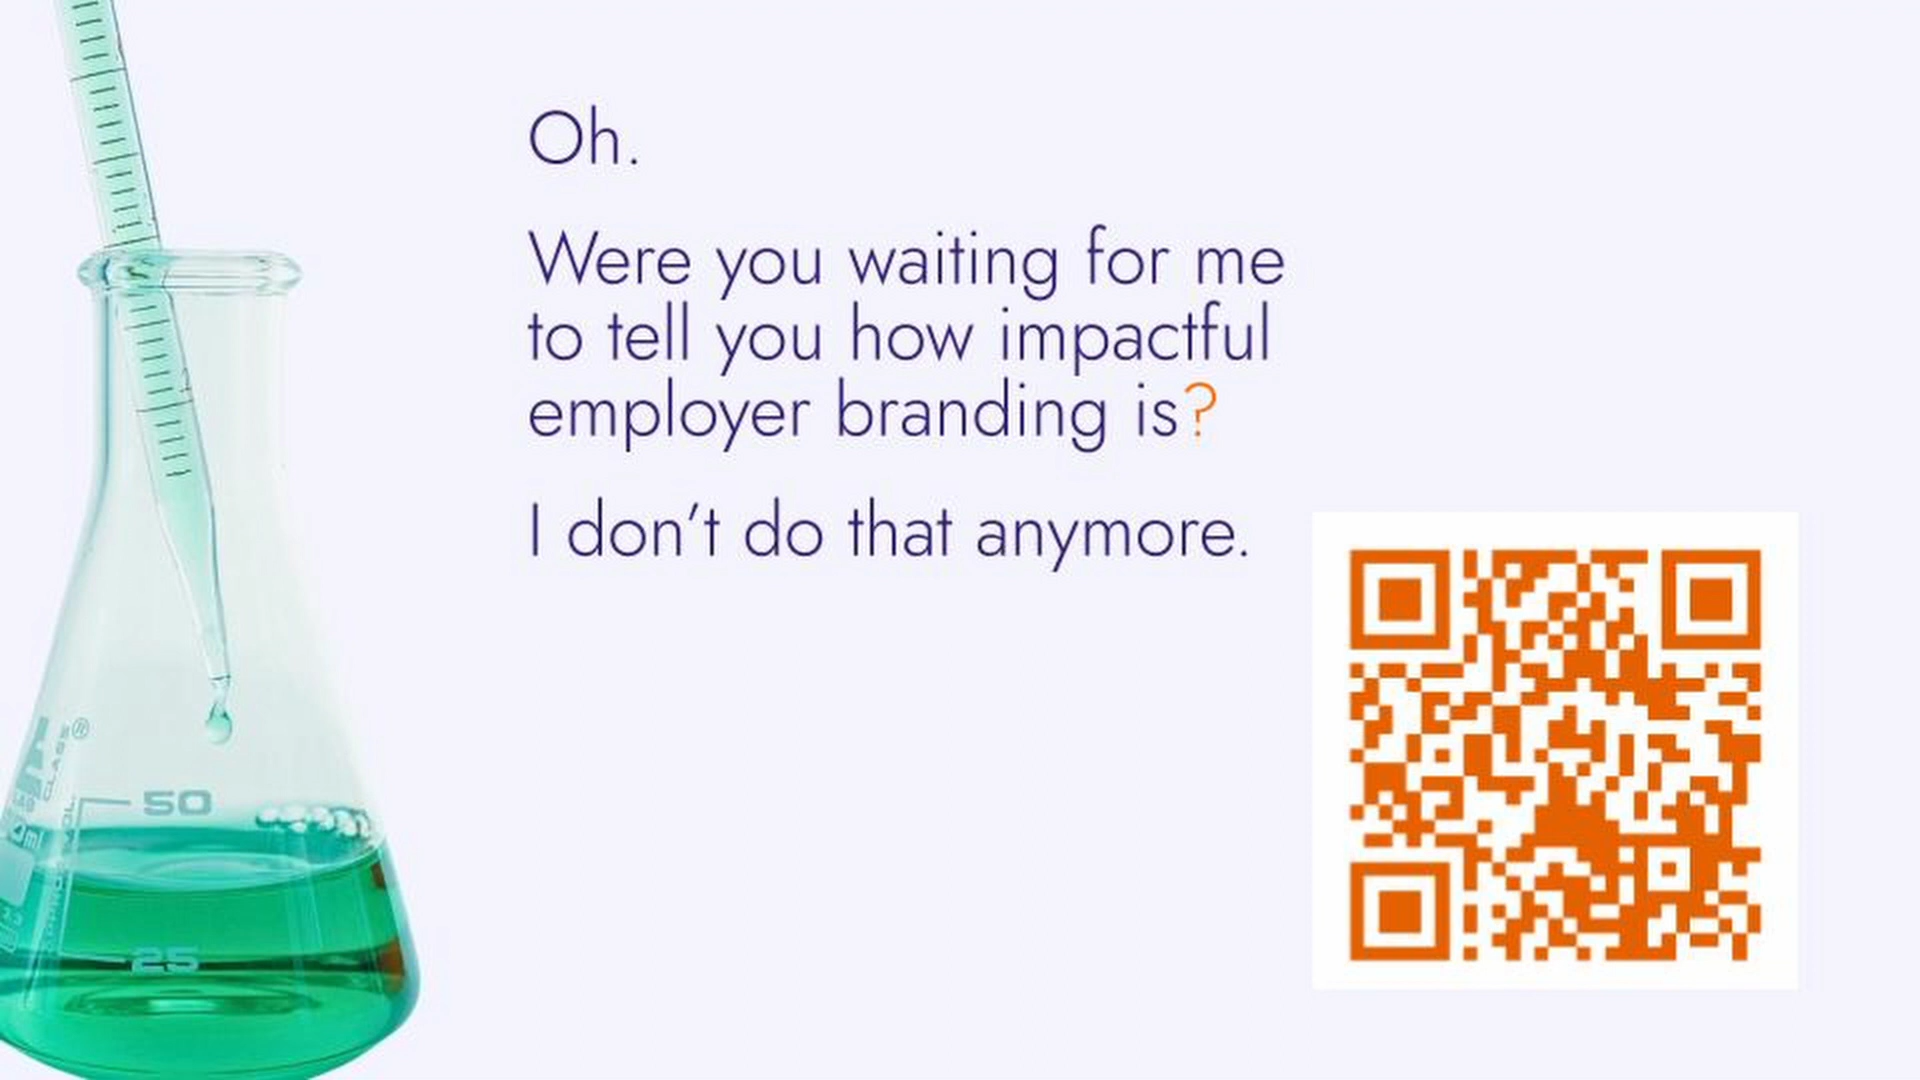 Oh.
Were you waiting for me
to tell you how impactful
employer branding is?
I don’t do that anymore.
CLASS®
50
25